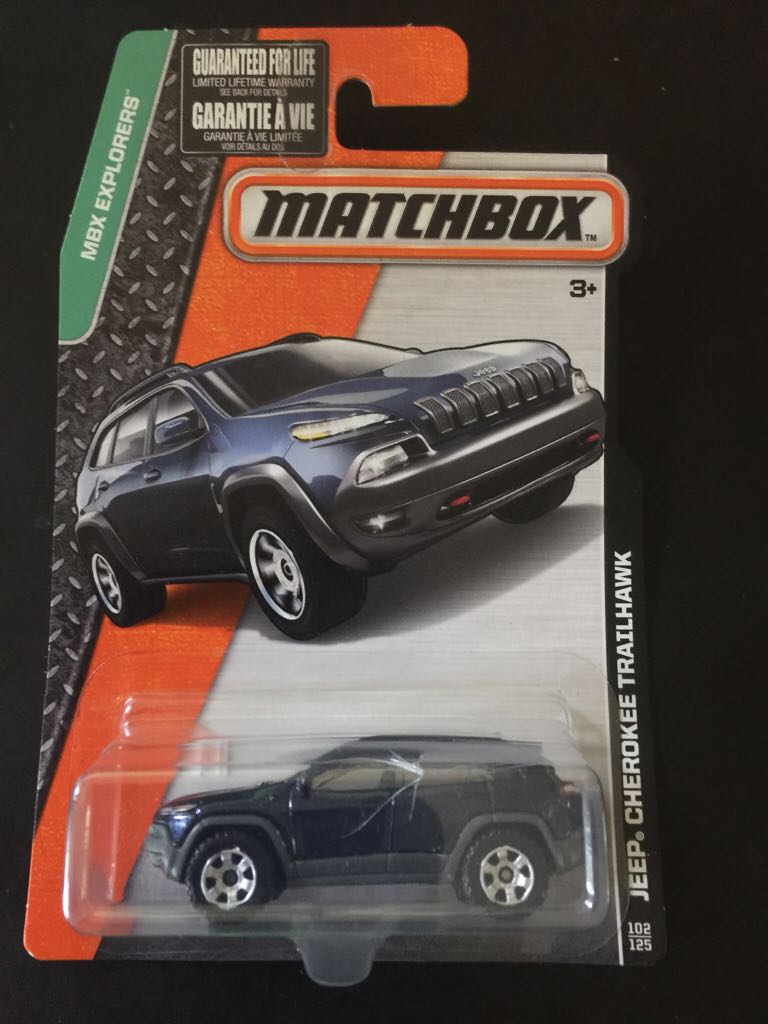 GUARANTEED FOR LIFE
LIMITED LIFETIME WARRANTY
SEE BACK FOR DETAILS
GARANTIE À VIE
GARANTIE À VIE LIMITÉE
VOIR DÉTAILS AU DOS
MBX EXPLORERS™
MATCHBOX™
3+
Jeep
JEEP® CHEROKEE TRAILHAWK
102
125